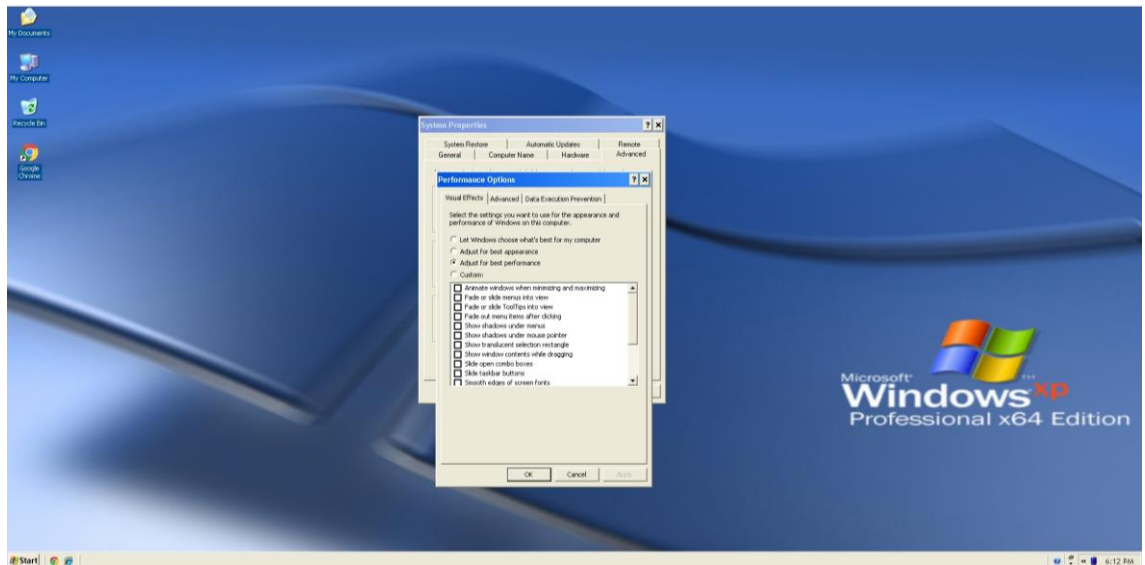 My Documents
My Computer
Recycle Bin
Google
Chrome
System Properties
System Restore
Automatic Updates
Remote
General
Computer Name
Hardware
Advanced
Performance Options
Visual Effects
Advanced
Data Execution Prevention
Select the settings you want to use for the appearance and
performance of Windows on this computer.
Let Windows choose what's best for my computer
Adjust for best appearance
Adjust for best performance
Custom:
Animate windows when minimizing and maximizing
Fade or slide menus into view
Fade or slide ToolTips into view
Fade out menu items after clicking
Show shadows under menus
Show shadows under mouse pointer
Show translucent selection rectangle
Show window contents while dragging
Slide open combo boxes
Slide taskbar buttons
Smooth edges of screen fonts
OK
Cancel
Apply
Microsoft
Windows xp
Professional x64 Edition
Start
6:12 PM